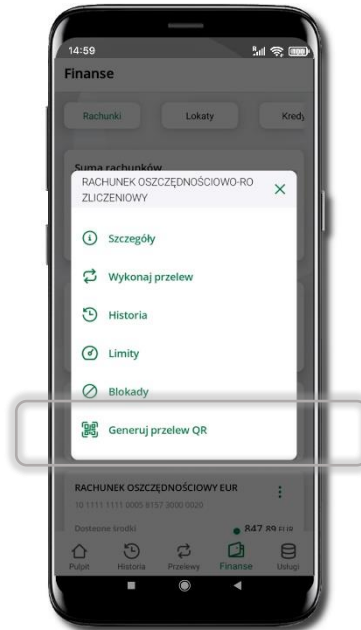 14:59
Finanse
Rachunki Lokaty Kredy
Suma rachunków
RACHUNEK OSZCZĘDNOŚCIOWO-RO
ZLICZENIOWY
Szczegóły
Wykonaj przelew
Historia
Limity
Blokady
Generuj przelew QR
RACHUNEK OSZCZĘDNOŚCIOWY EUR
10 1111 1111 0005 8157 3000 0020
Dostępne środki 847,89 EUR
Pulpit Historia Przelewy Finanse Usługi